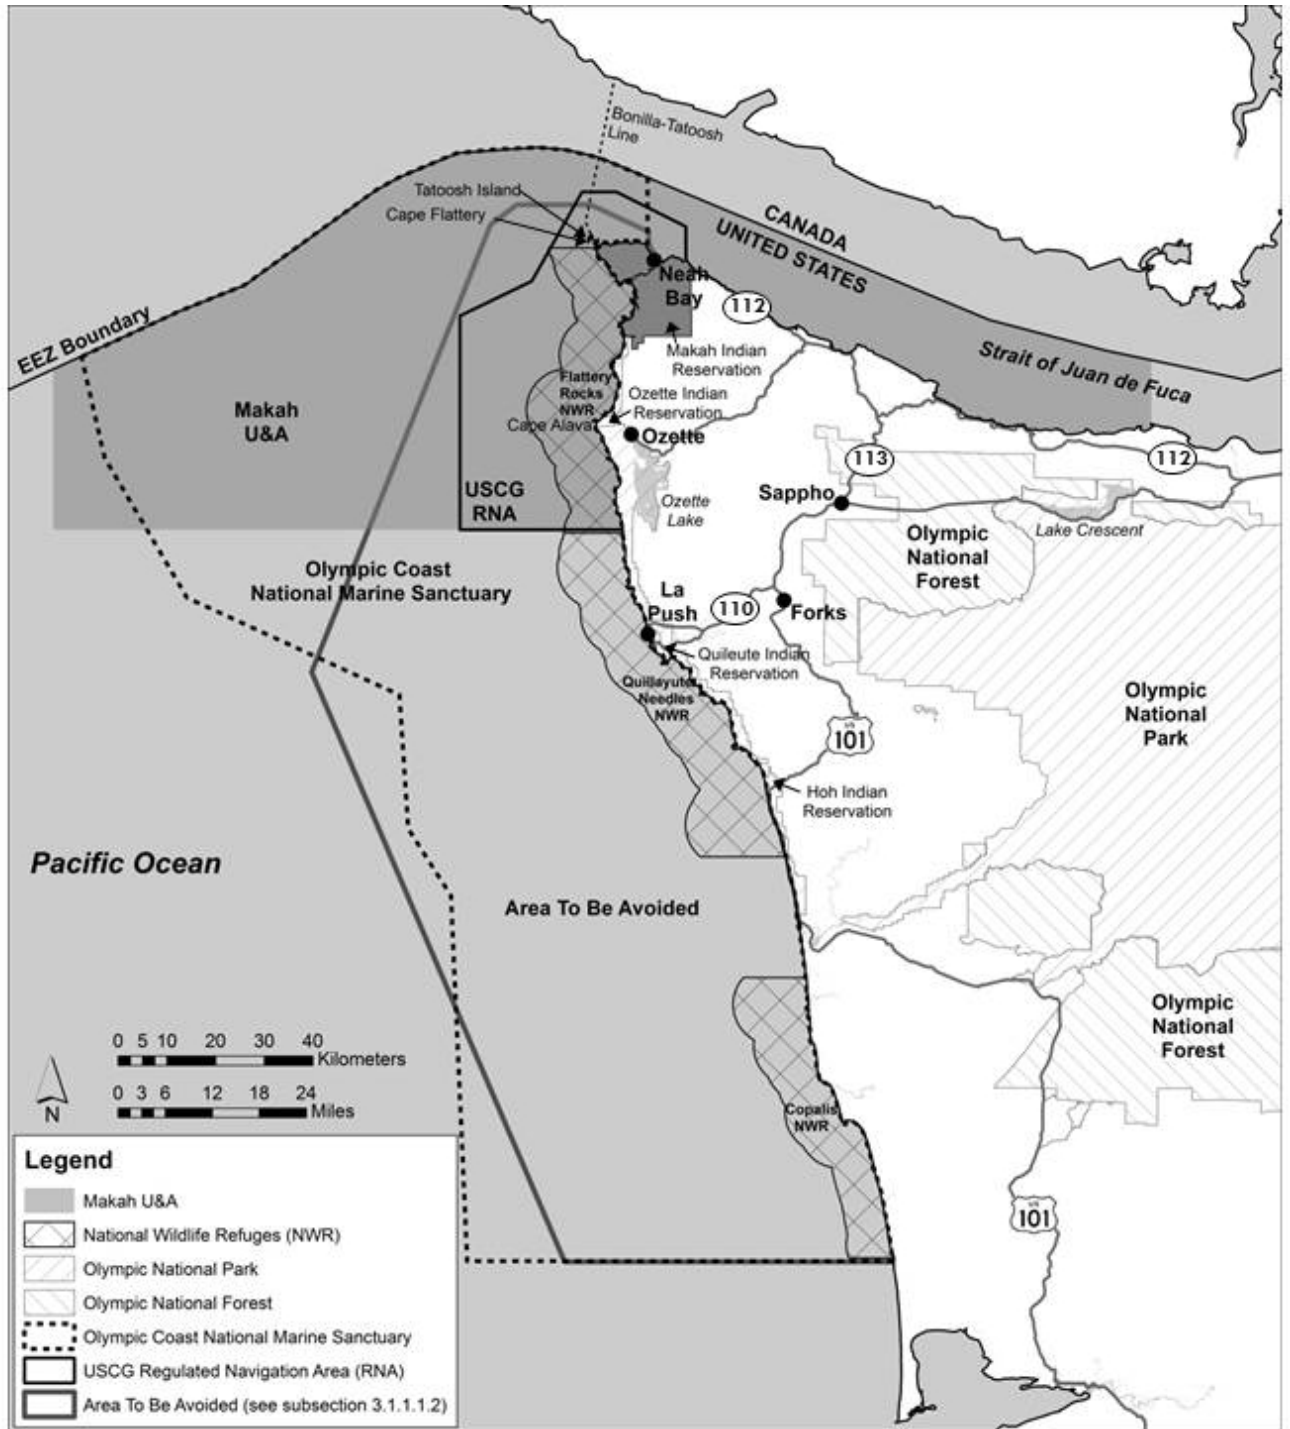 Bonilla-Tatoosh
Line
Tatoosh Island
Cape Flattery
CANADA
UNITED STATES
Neah
Bay
112
EEZ Boundary
Makah Indian
Reservation
Strait of Juan de Fuca
Flattery
Rocks
NWR
Ozette Indian
Reservation
Makah
U&A
Cape Alava
Ozette
113
112
USCG
RNA
Ozette
Lake
Sappho
Lake Crescent
Olympic
National
Forest
Olympic Coast
National Marine Sanctuary
La
Push
110
Forks
Quileute Indian
Reservation
Quillayute
Needles
NWR
Olympic
National
Park
US
101
Hoh Indian
Reservation
Pacific Ocean
Area To Be Avoided
Olympic
National
Forest
0 5 10 20 30 40
Kilometers
0 3 6 12 18 24
Miles
N
Copalis
NWR
US
101
Legend
Makah U&A
National Wildlife Refuges (NWR)
Olympic National Park
Olympic National Forest
Olympic Coast National Marine Sanctuary
USCG Regulated Navigation Area (RNA)
Area To Be Avoided (see subsection 3.1.1.1.2)